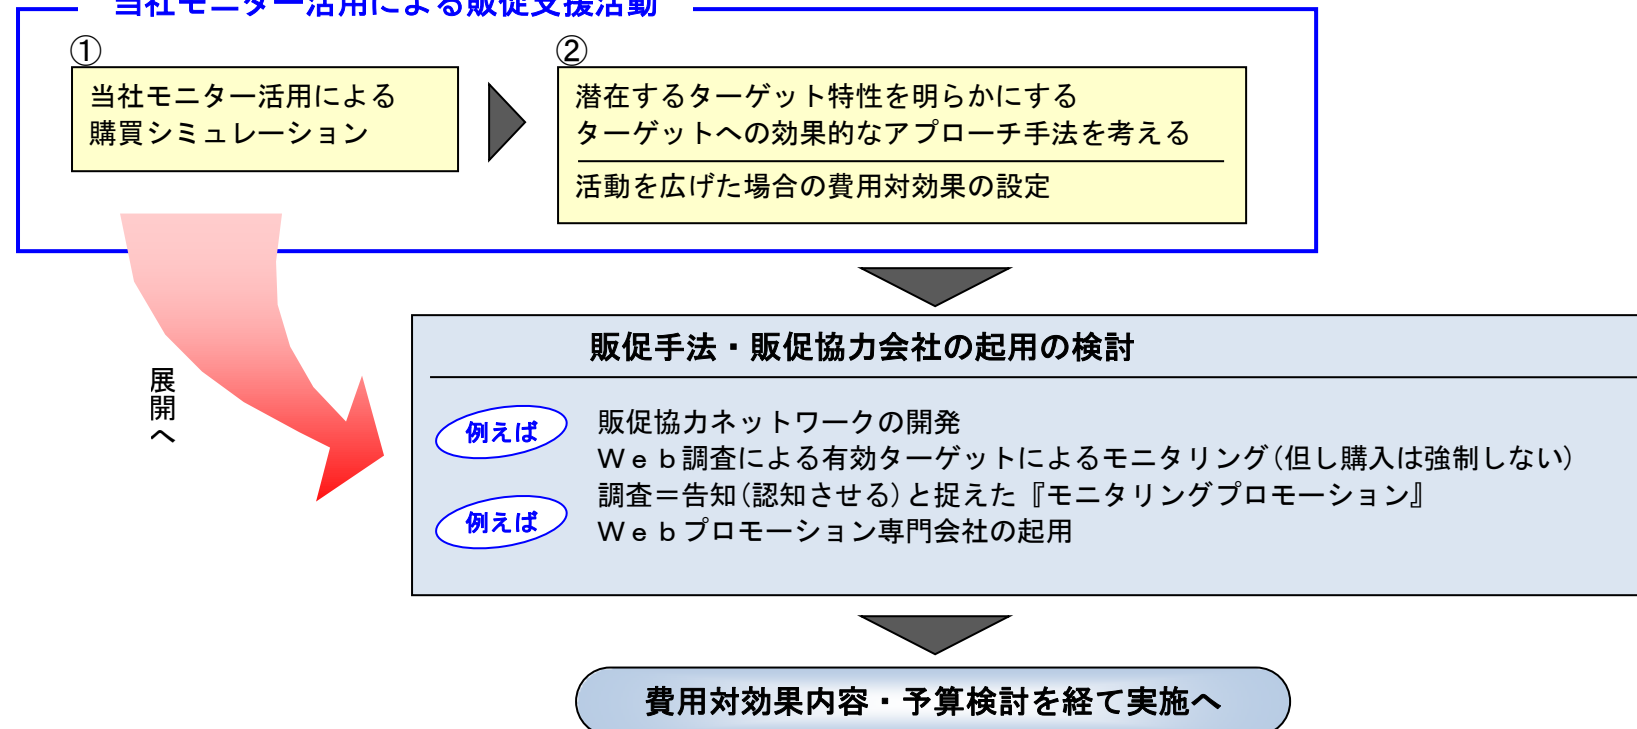 当社モニター活用による販促支援活動
①
当社モニター活用による
購買シミュレーション
②
潜在するターゲット特性を明らかにする
ターゲットへの効果的なアプローチ手法を考える
活動を広げた場合の費用対効果の設定
展開へ
販促手法・販促協力会社の起用の検討
例えば
販促協力ネットワークの開発
Ｗｅｂ調査による有効ターゲットによるモニタリング(但し購入は強制しない)
調査＝告知(認知させる)と捉えた『モニタリングプロモーション』
例えば
Ｗｅｂプロモーション専門会社の起用
費用対効果内容・予算検討を経て実施へ